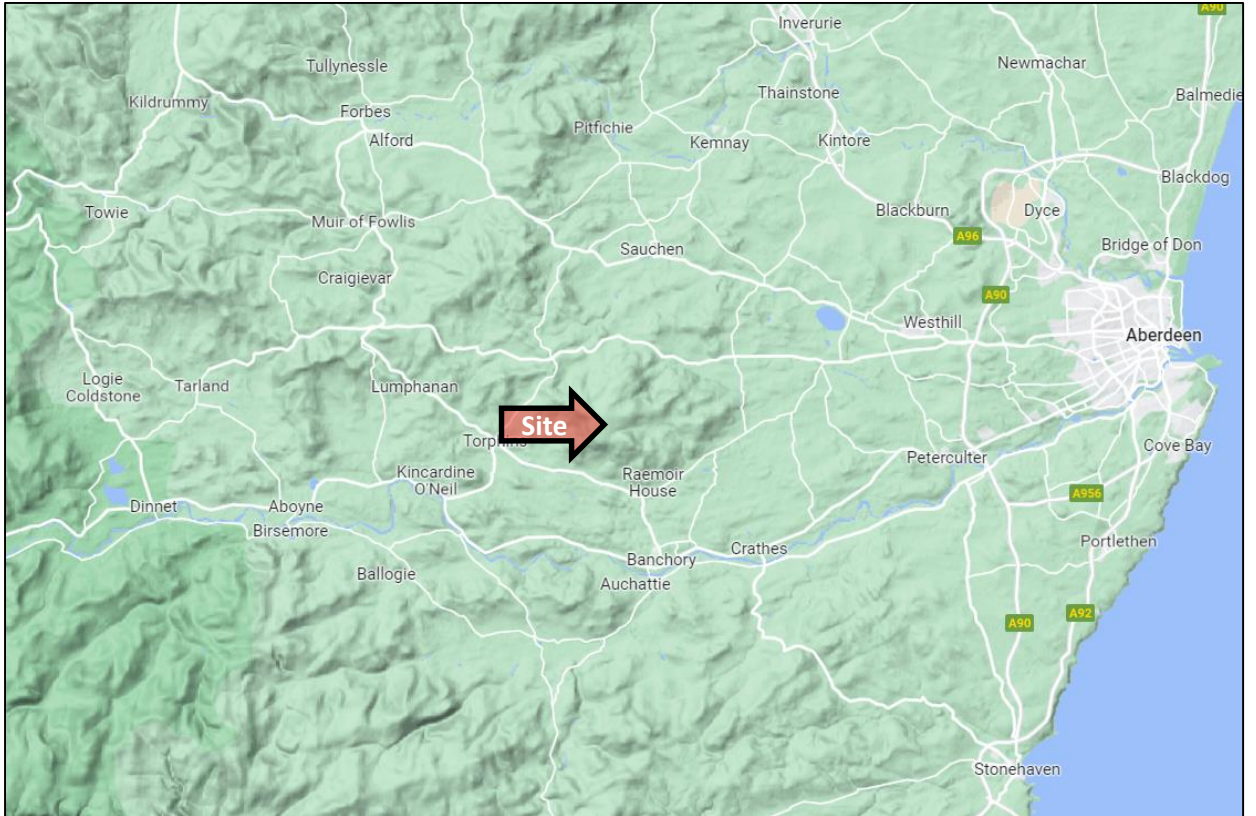 A90
Inverurie
Tullynessle
Newmachar
Kildrummy
Thainstone
Balmedie
Forbes
Pitfichie
Alford
Kemnay
Kintore
Blackdog
Towie
Muir of Fowlis
Blackburn
Dyce
A96
Bridge of Don
Sauchen
Craigievar
A90
Westhill
Aberdeen
Logie
Coldstone
Tarland
Lumphanan
Site
Torphins
Cove Bay
Peterculter
Kincardine
O'Neil
Raemoir
House
A956
Dinnet
Aboyne
Birsemore
Portlethen
Crathes
Banchory
Ballogie
Auchattie
A90
A92
Stonehaven